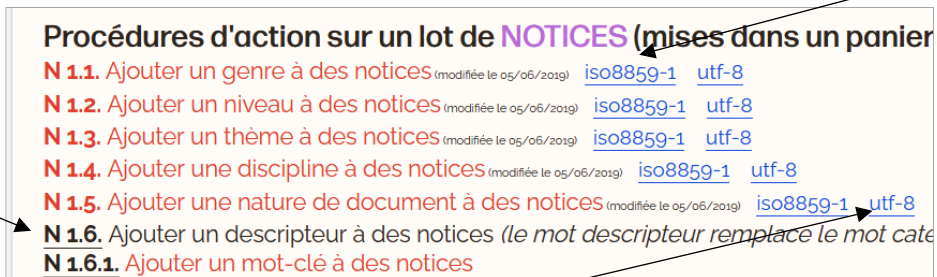 Procédures d'action sur un lot de NOTICES (mises dans un panier
N 1.1. Ajouter un genre à des notices (modifiée le 05/06/2019) iso8859-1 utf-8
N 1.2. Ajouter un niveau à des notices (modifiée le 05/06/2019) iso8859-1 utf-8
N 1.3. Ajouter un thème à des notices (modifiée le 05/06/2019) iso8859-1 utf-8
N 1.4. Ajouter une discipline à des notices (modifiée le 05/06/2019) iso8859-1 utf-8
N 1.5. Ajouter une nature de document à des notices (modifiée le 05/06/2019) iso8859-1 utf-8
N 1.6. Ajouter un descripteur à des notices (le mot descripteur remplace le mot cate
N 1.6.1. Ajouter un mot-clé à des notices